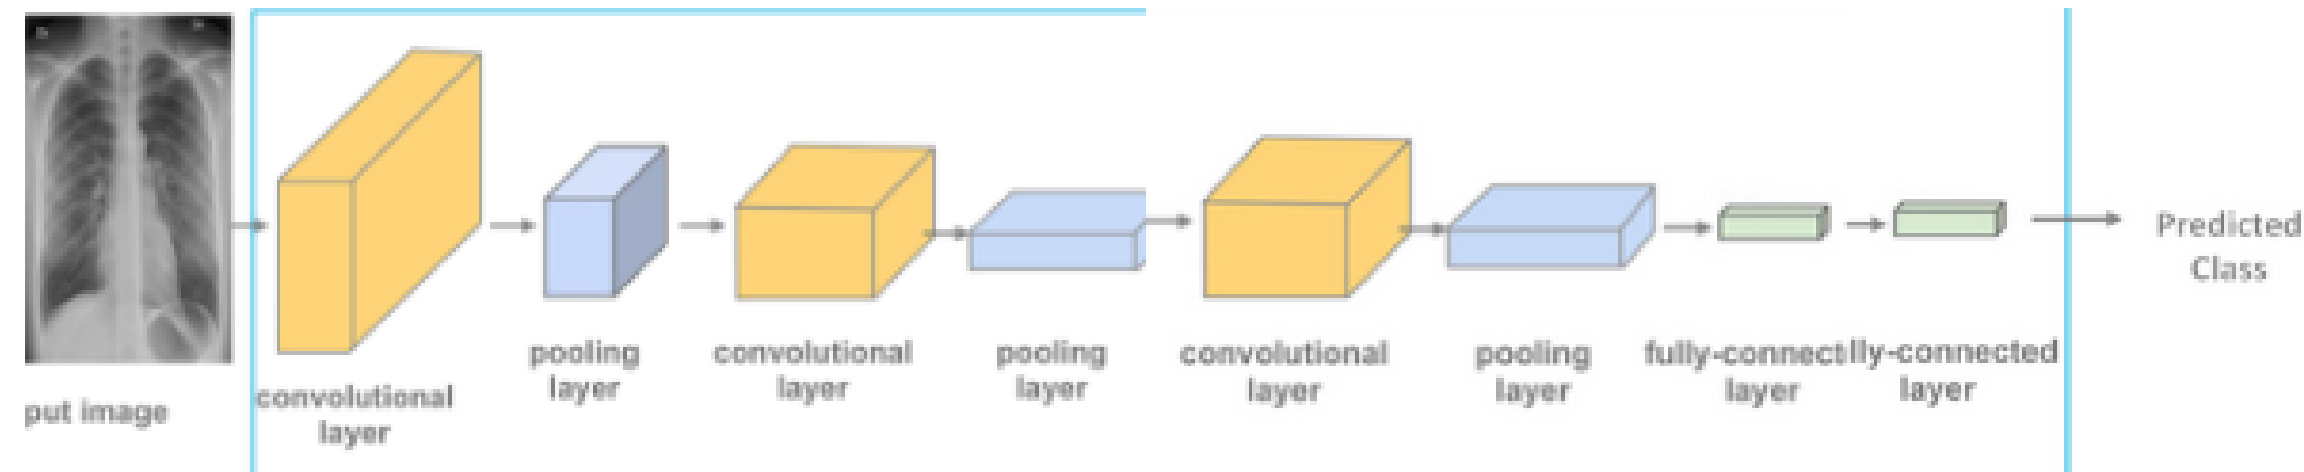 put image
convolutional
layer
pooling
layer
convolutional
layer
pooling
layer
convolutional
layer
pooling
layer
fully-connect
layer
lly-connected
layer
Predicted
Class